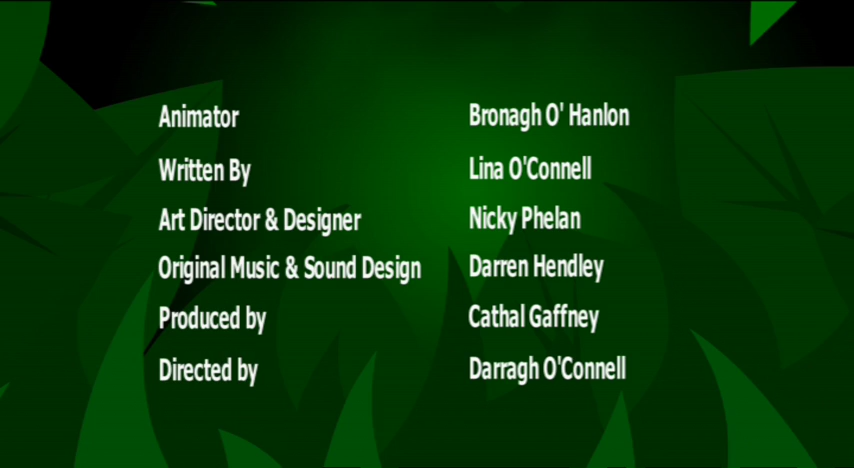 Animator Bronagh O' Hanlon
Written By Lina O'Connell
Art Director & Designer Nicky Phelan
Original Music & Sound Design Darren Hendley
Produced by Cathal Gaffney
Directed by Darragh O'Connell